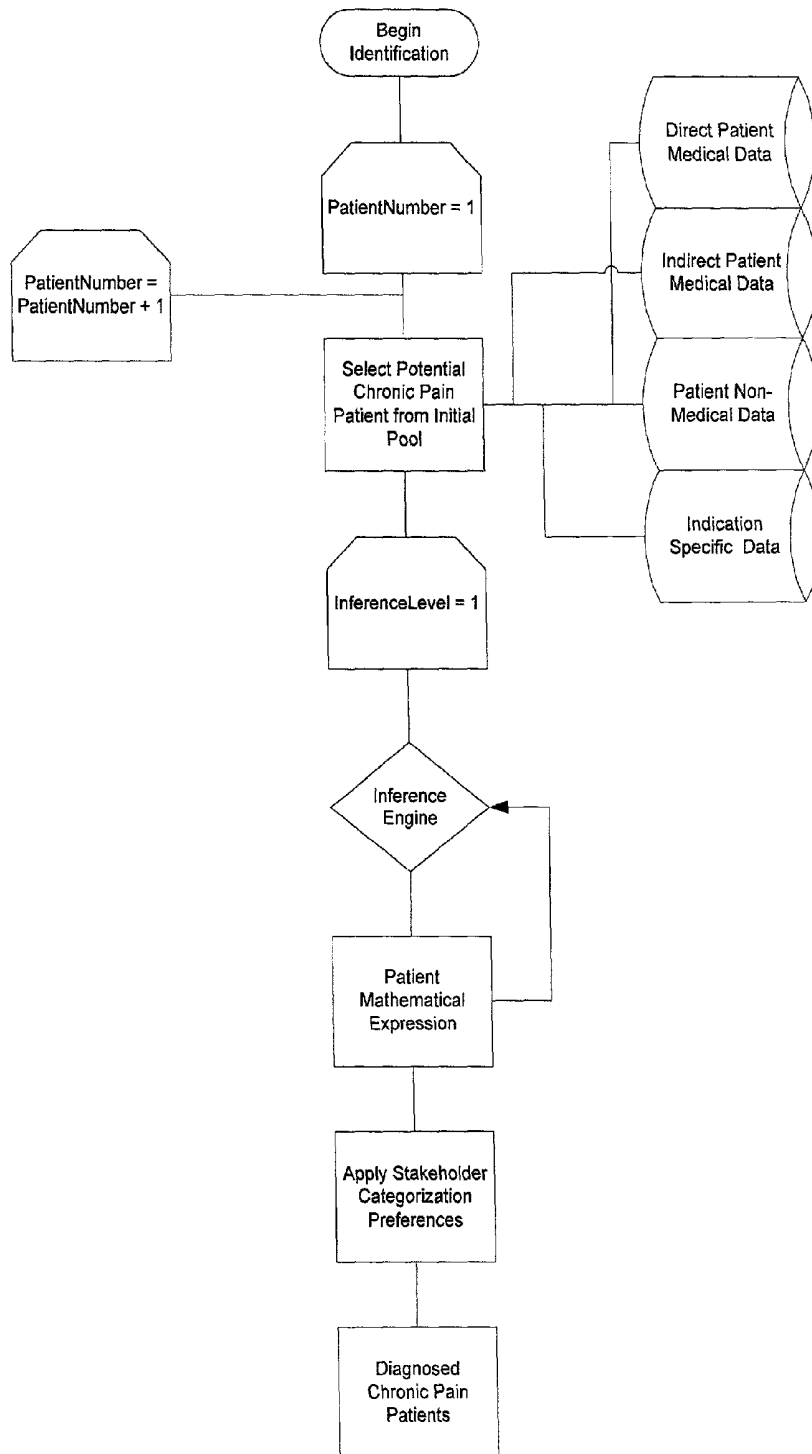 Begin
Identification
PatientNumber = 1
PatientNumber =
PatientNumber + 1
Select Potential
Chronic Pain
Patient from Initial
Pool
Direct Patient
Medical Data
Indirect Patient
Medical Data
Patient Non-
Medical Data
Indication
Specific Data
InferenceLevel = 1
Inference
Engine
Patient
Mathematical
Expression
Apply Stakeholder
Categorization
Preferences
Diagnosed
Chronic Pain
Patients